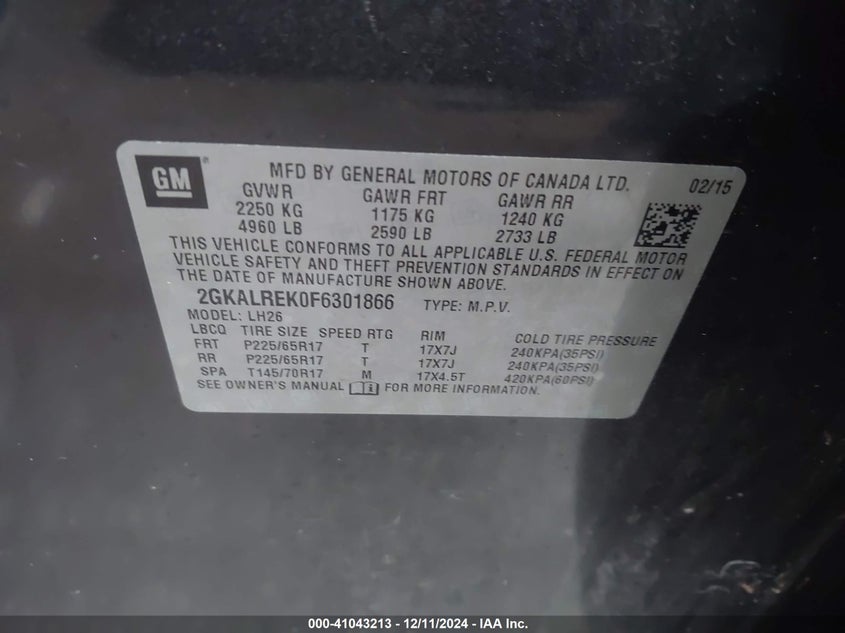 GM ®
MFD BY GENERAL MOTORS OF CANADA LTD. 02/15
GVWR GAWR FRT GAWR RR
2250 KG 1175 KG 1240 KG
4960 LB 2590 LB 2733 LB
THIS VEHICLE CONFORMS TO ALL APPLICABLE U.S. FEDERAL MOTOR
VEHICLE SAFETY AND THEFT PREVENTION STANDARDS IN EFFECT ON
THE DATE OF MANUFACTURE SHOWN ABOVE.
2GKALREK0F6301866 TYPE: M.P.V.
MODEL: LH26
LBCQ TIRE SIZE SPEED RTG RIM COLD TIRE PRESSURE
FRT P225/65R17 T 17X7J 240KPA(35PSI)
RR P225/65R17 T 17X7J 240KPA(35PSI)
SPA T145/70R17 M 17X4.5T 420KPA(60PSI)
SEE OWNER'S MANUAL FOR MORE INFORMATION.
000-41043213 - 12/11/2024 - IAA Inc.